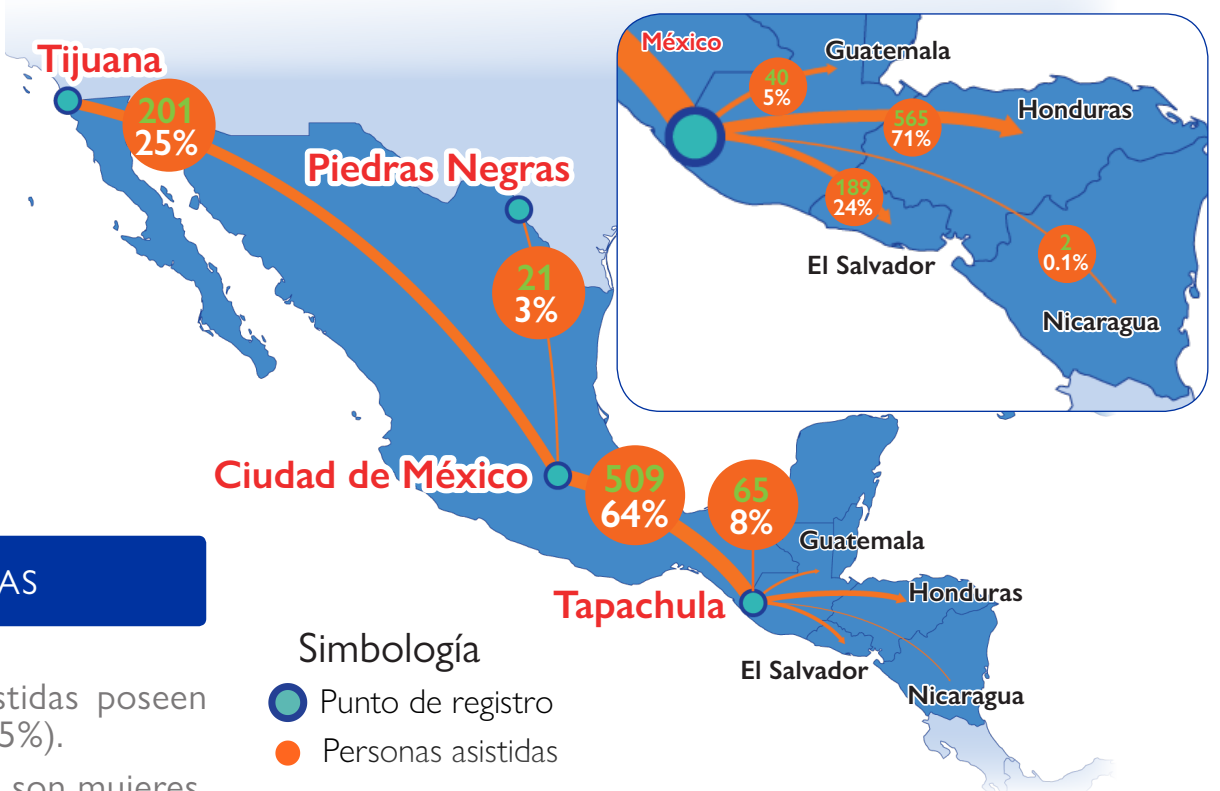 Tijuana
201
25%
Piedras Negras
21
3%
Ciudad de México
509
64%
65
8%
Tapachula
Guatemala
Honduras
El Salvador
Nicaragua
México
Guatemala
40
5%
Honduras
565
71%
189
24%
El Salvador
2
0.1%
Nicaragua
AS
stidas poseen
5%).
son mujeres
Simbología
Punto de registro
Personas asistidas